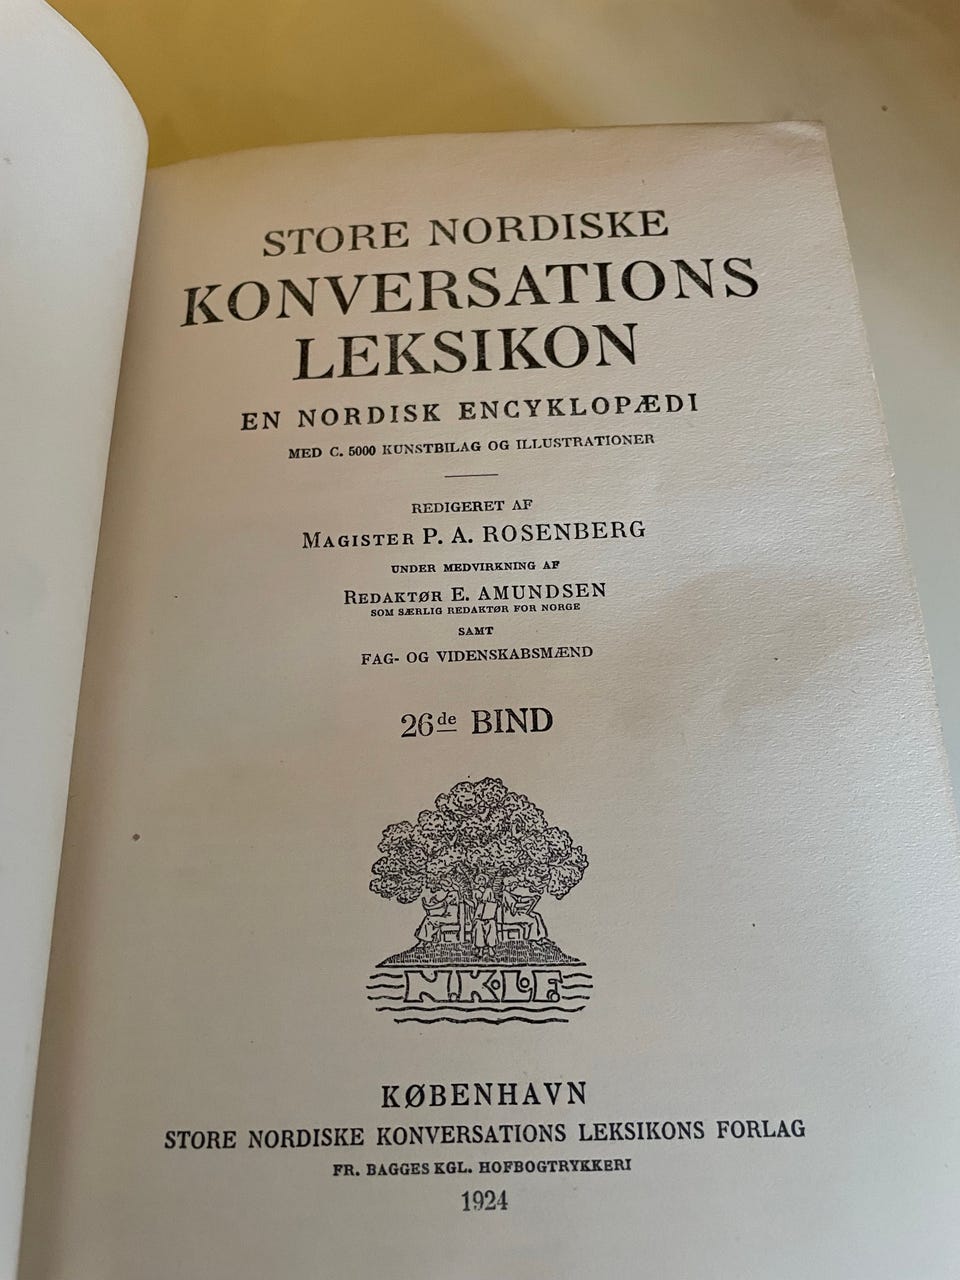 STORE NORDISKE
KONVERSATIONS
LEKSIKON
EN NORDISK ENCYKLOPÆDI
MED C. 5000 KUNSTBILAG OG ILLUSTRATIONER
REDIGERET AF
MAGISTER P. A. ROSENBERG
UNDER MEDVIRKNING AF
REDAKTØR E. AMUNDSEN
SOM SÆRLIG REDAKTØR FOR NORGE
SAMT
FAG- OG VIDENSKABSMÆND
26de BIND
N.K.L.F.
KØBENHAVN
STORE NORDISKE KONVERSATIONS LEKSIKONS FORLAG
FR. BAGGES KGL. HOFBOGTRYKKERI
1924